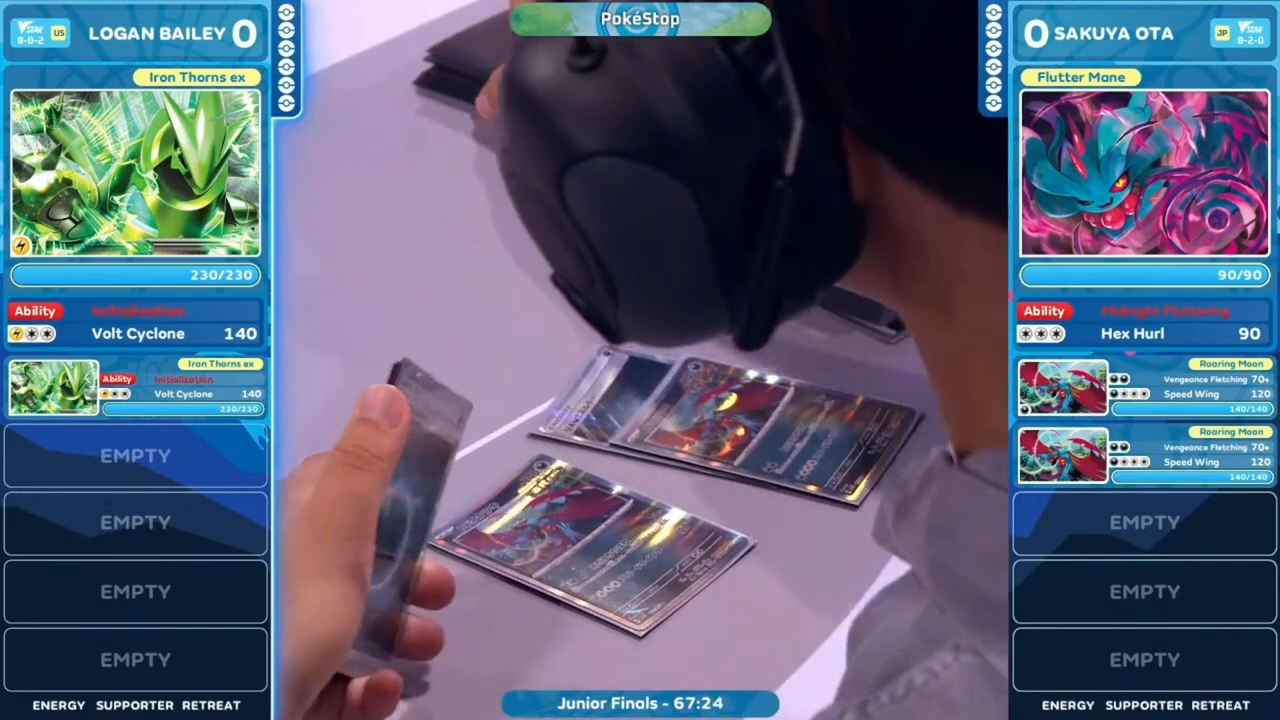 PokéStop
VSTAR
8-0-2
US
LOGAN BAILEY
0
Iron Thorns ex
230/230
Ability
Initialization
Volt Cyclone
140
Iron Thorns ex
Ability
Initialization
Volt Cyclone
140
230/230
EMPTY
EMPTY
EMPTY
EMPTY
ENERGY SUPPORTER RETREAT
0
SAKUYA OTA
JP
VSTAR
8-2-0
Flutter Mane
90/90
Ability
Midnight Fluttering
Hex Hurl
90
Roaring Moon
Vengeance Fletching 70+
Speed Wing 120
140/140
Roaring Moon
Vengeance Fletching 70+
Speed Wing 120
140/140
EMPTY
EMPTY
EMPTY
ENERGY SUPPORTER RETREAT
Junior Finals - 67:24